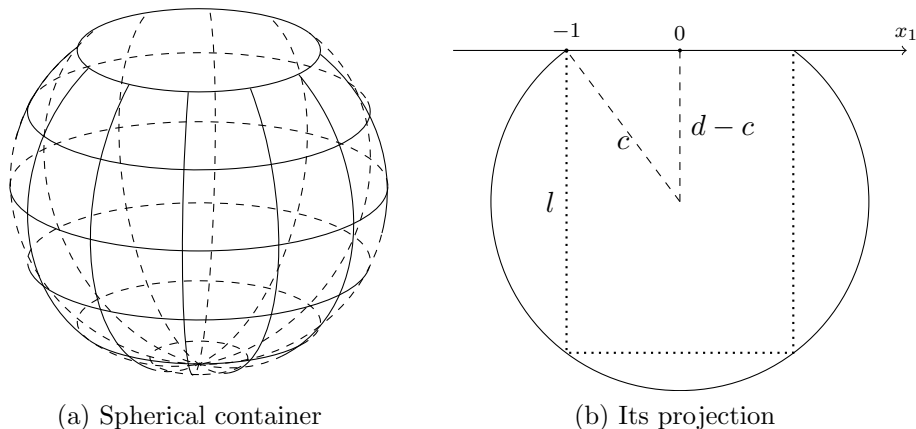 −1
0
x₁
c
d − c
l
(a) Spherical container
(b) Its projection